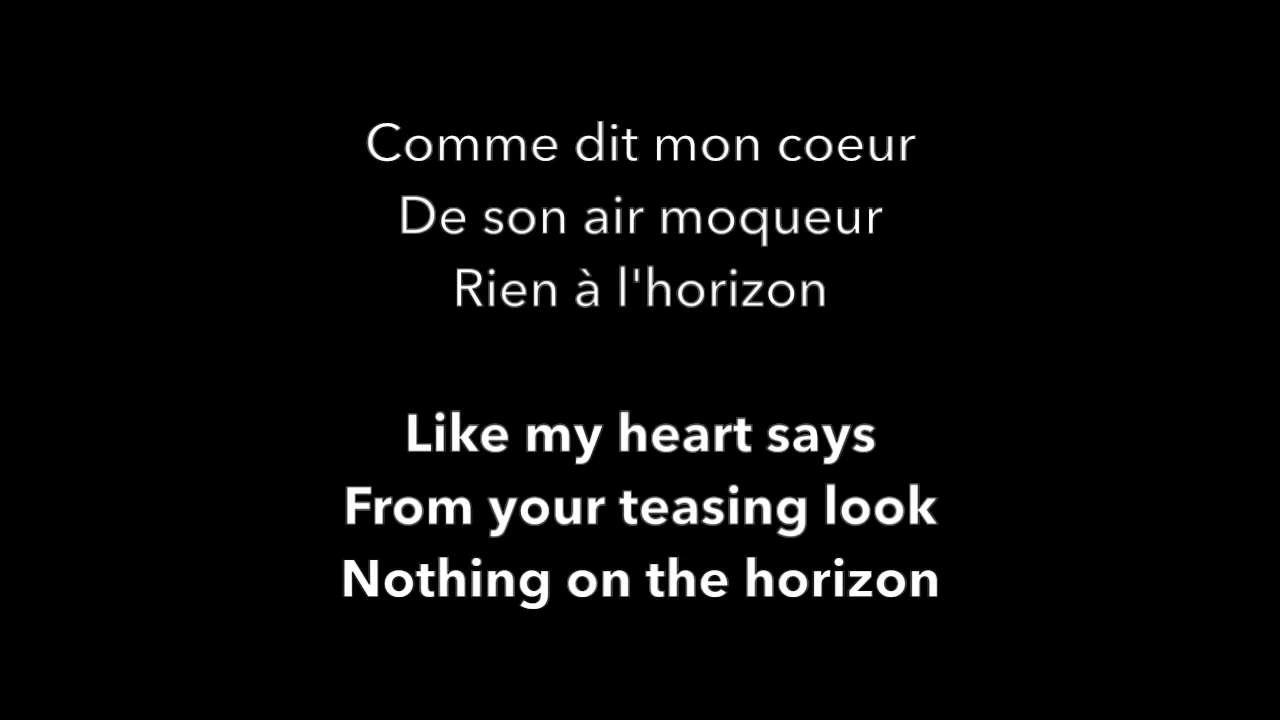 Comme dit mon coeur
De son air moqueur
Rien à l'horizon
Like my heart says
From your teasing look
Nothing on the horizon